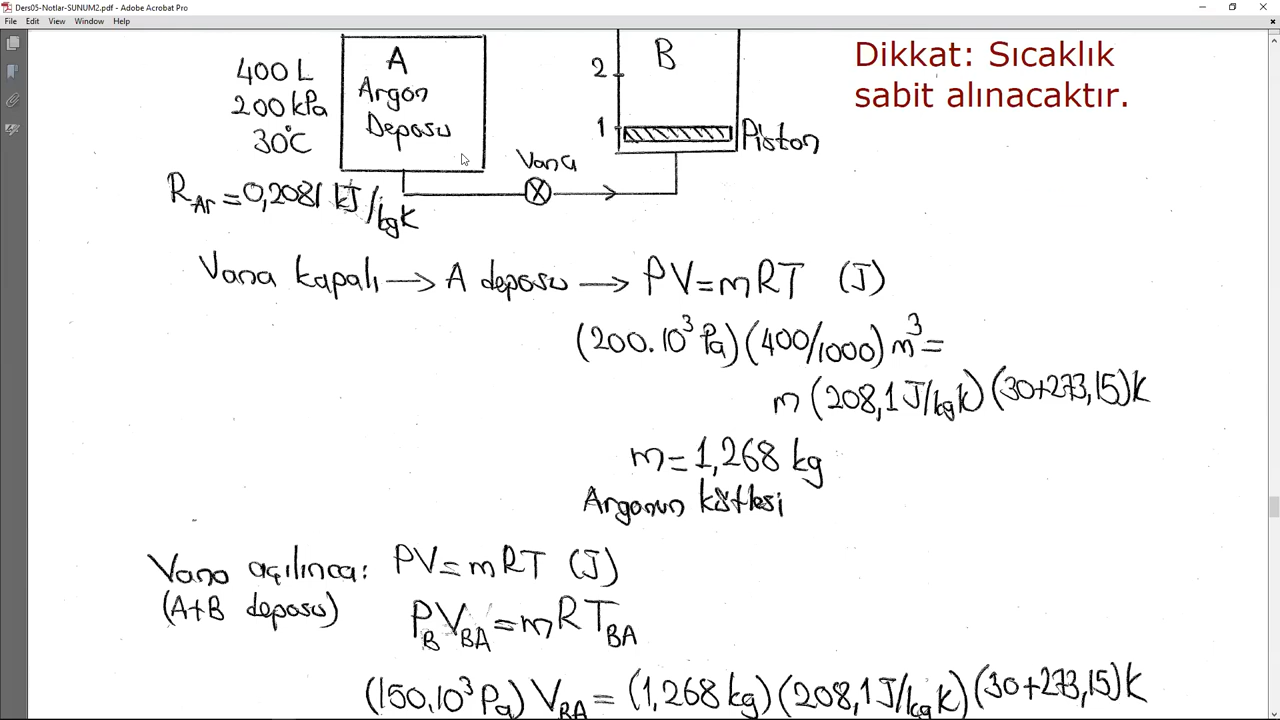 Ders05-Notlar-SUNUM2.pdf - Adobe Acrobat Pro
File Edit View Window Help
Dikkat: Sıcaklık
sabit alınacaktır.
400 L
200 kPa
30°C
A
Argon
Deposu
2
1
B
Piston
Vana
R_Ar = 0,2081 kJ/kgK
Vana kapalı → A deposu → PV = mRT (J)
(200.10³ Pa)(400/1000) m³ =
m (208,1 J/kgK)(30+273,15)K
m = 1,268 kg
Argonun kütlesi
Vana açılınca: PV = mRT (J)
(A+B deposu)
P_B V_BA = mRT_BA
(150.10³ Pa) V_BA = (1,268 kg)(208,1 J/kgK)(30+273,15)K